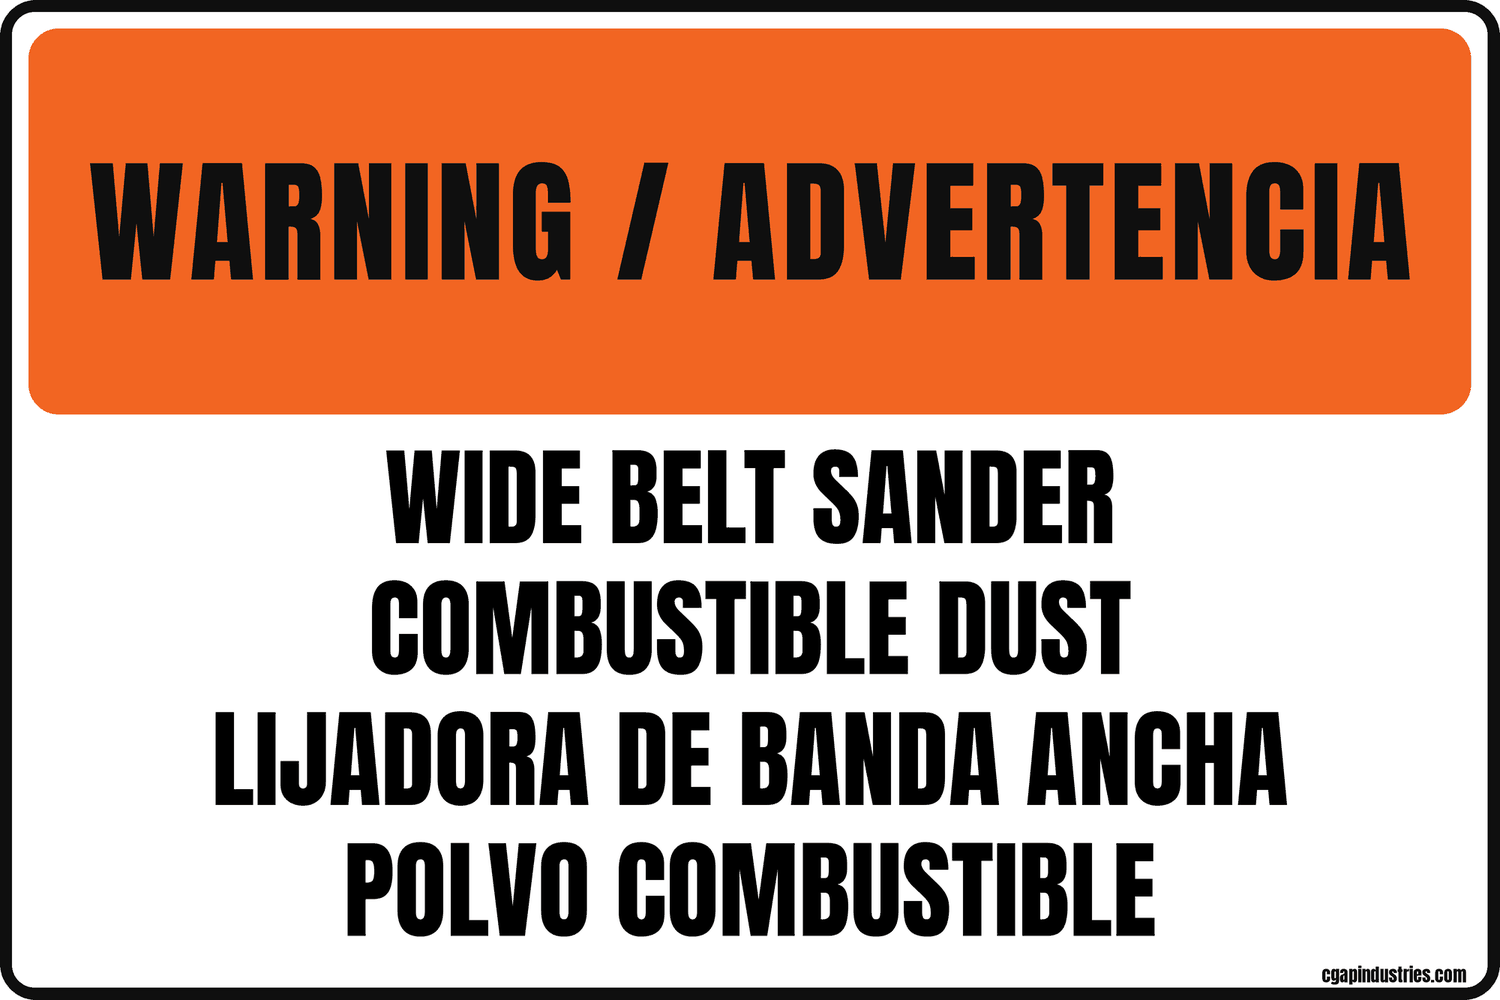 WARNING / ADVERTENCIA
WIDE BELT SANDER
COMBUSTIBLE DUST
LIJADORA DE BANDA ANCHA
POLVO COMBUSTIBLE
cgapindustries.com